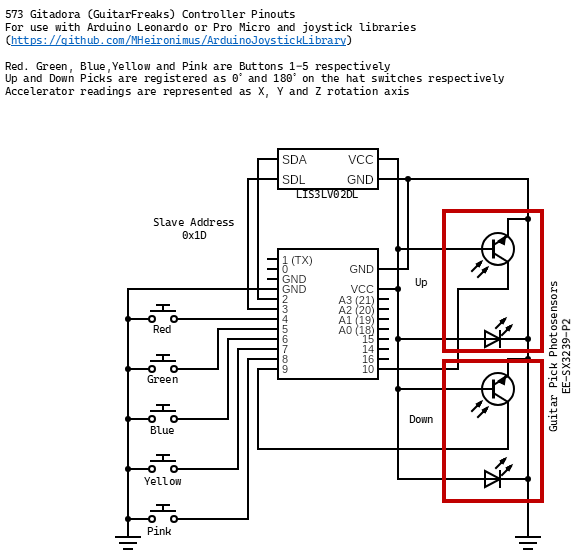 573 Gitadora (GuitarFreaks) Controller Pinouts
For use with Arduino Leonardo or Pro Micro and joystick libraries
(https://github.com/MHeironimus/ArduinoJoystickLibrary)
Red. Green, Blue,Yellow and Pink are Buttons 1-5 respectively
Up and Down Picks are registered as 0° and 180° on the hat switches respectively
Accelerator readings are represented as X, Y and Z rotation axis
SDA VCC
SDL GND
LIS3LV02DL
Slave Address
0x1D
1 (TX)
0 GND
GND
GND VCC
2 A3 (21)
3 A2 (20)
4 A1 (19)
5 A0 (18)
6 15
7 14
8 16
9 10
Red
Green
Blue
Yellow
Pink
Up
Down
Guitar Pick Photosensors
EE-SX3239-P2